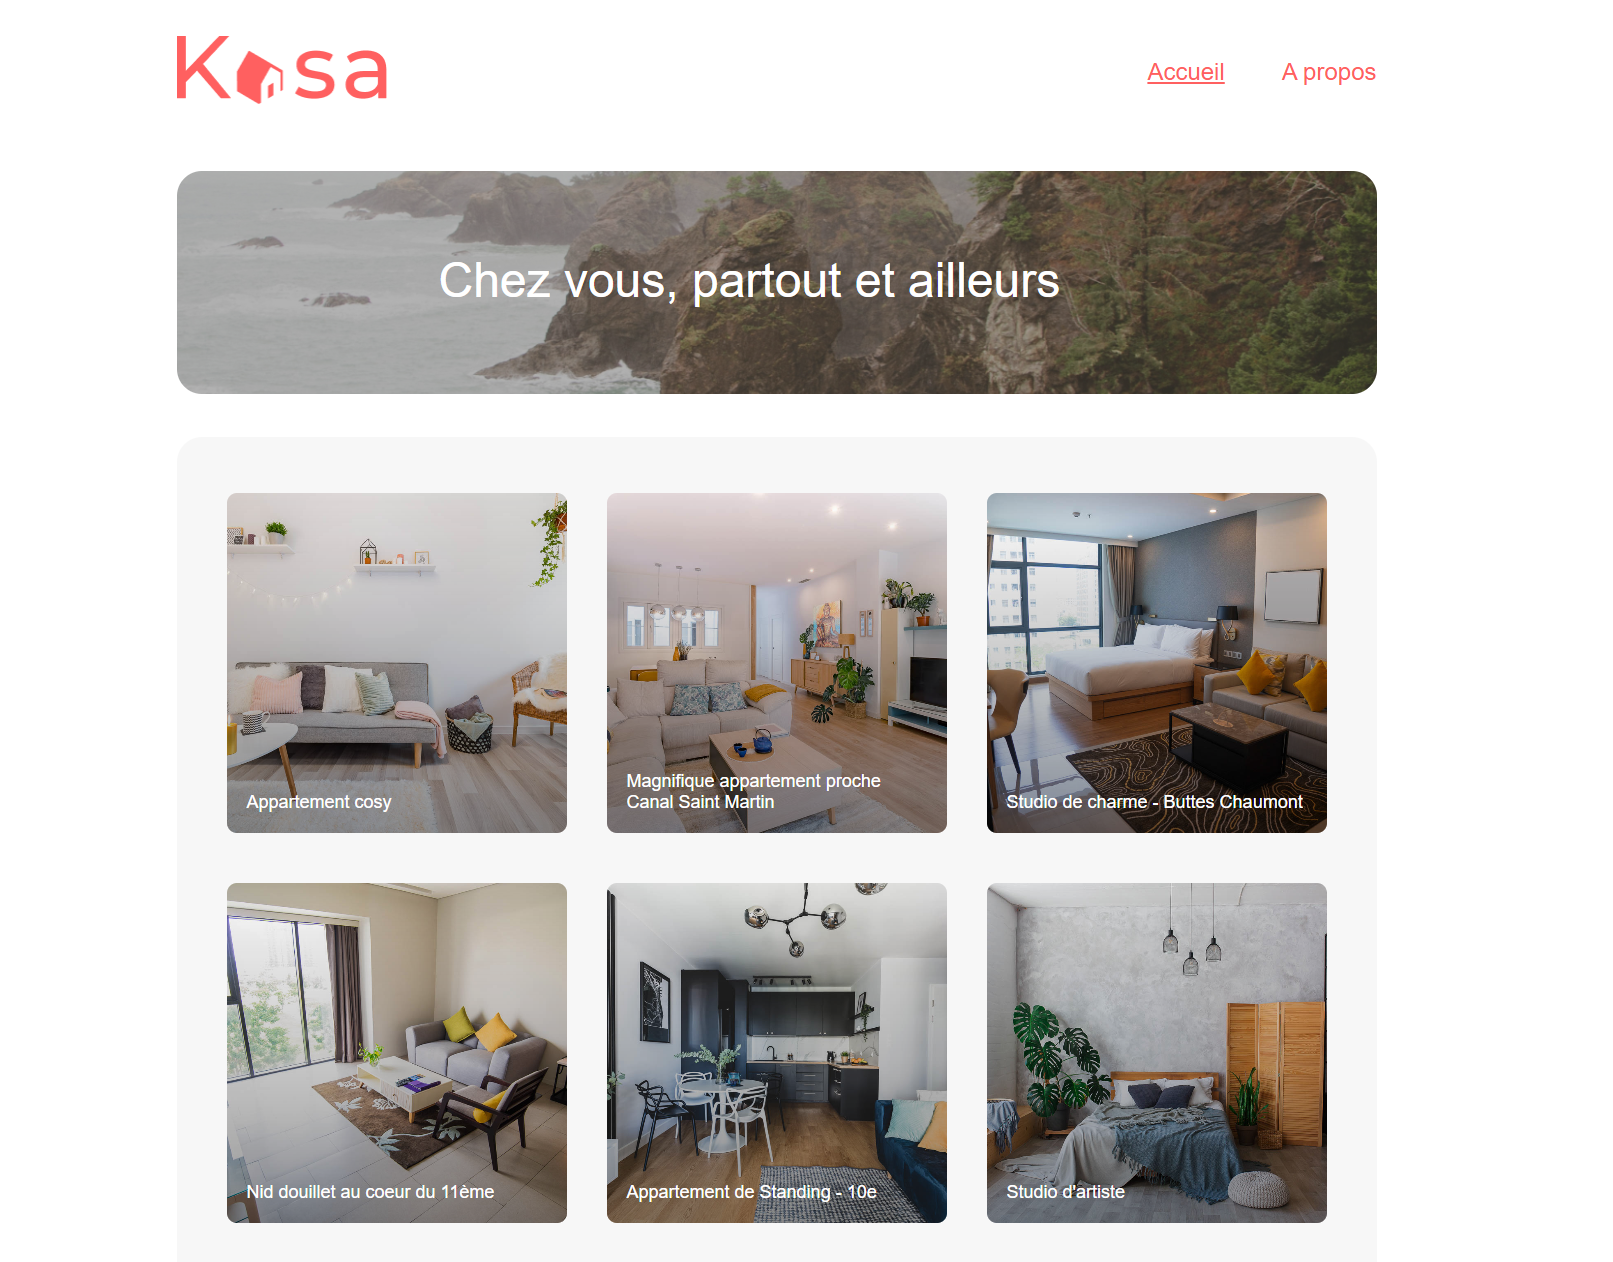 Kasa
Accueil
A propos
Chez vous, partout et ailleurs
Appartement cosy
Magnifique appartement proche
Canal Saint Martin
Studio de charme - Buttes Chaumont
Nid douillet au coeur du 11ème
Appartement de Standing - 10e
Studio d'artiste